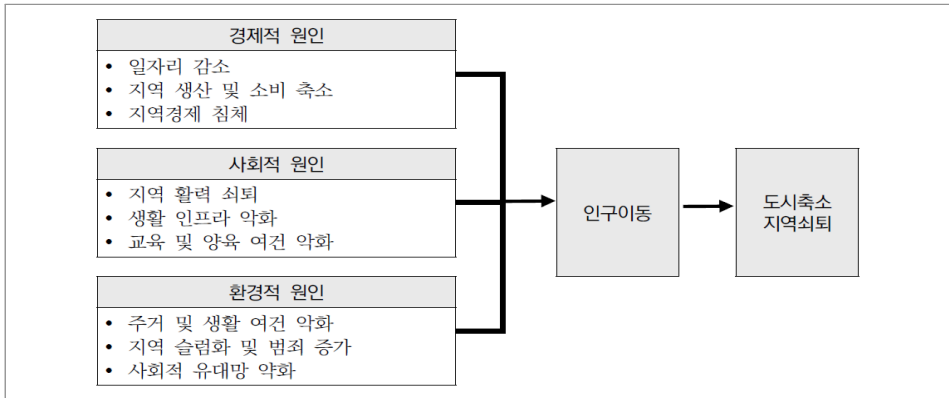 경제적 원인
• 일자리 감소
• 지역 생산 및 소비 축소
• 지역경제 침체
사회적 원인
• 지역 활력 쇠퇴
• 생활 인프라 악화
• 교육 및 양육 여건 악화
환경적 원인
• 주거 및 생활 여건 악화
• 지역 슬럼화 및 범죄 증가
• 사회적 유대망 약화
인구이동
도시축소
지역쇠퇴